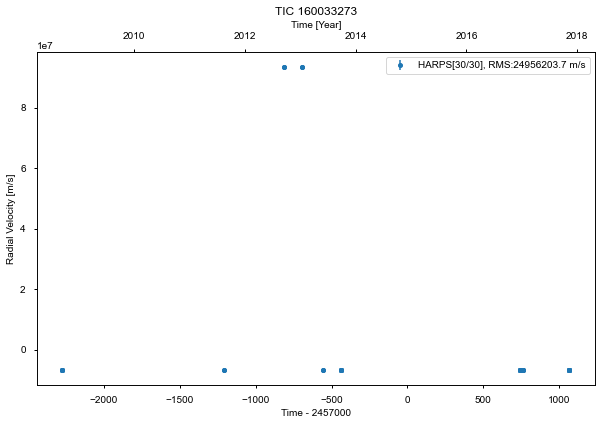 TIC 160033273
Time [Year]
2010 2012 2014 2016 2018
1e7
HARPS[30/30], RMS:24956203.7 m/s
8
6
4
2
0
Radial Velocity [m/s]
−2000 −1500 −1000 −500 0 500 1000
Time - 2457000